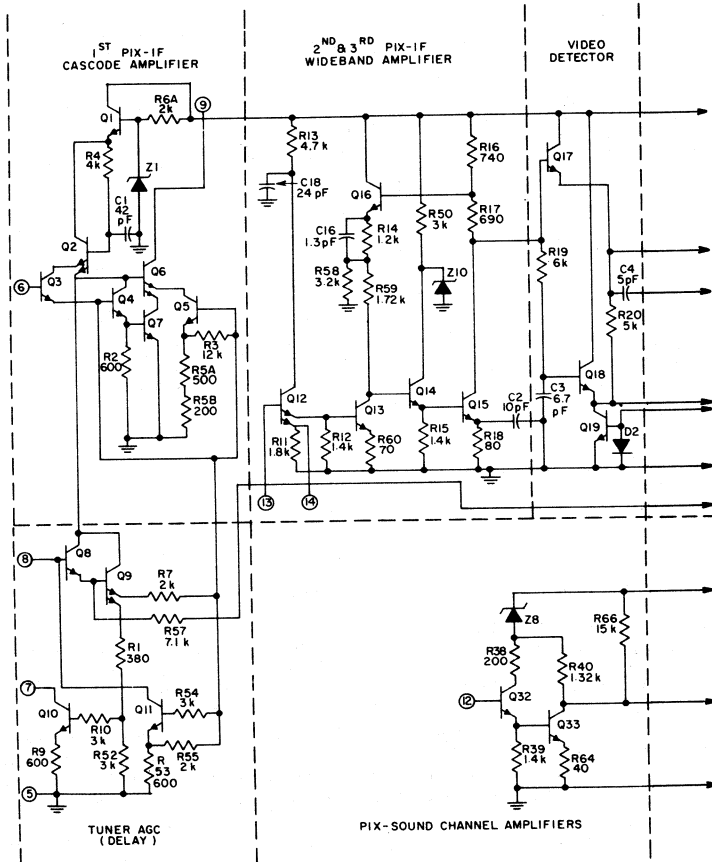 1ST PIX-IF
CASCODE AMPLIFIER
2ND & 3RD PIX-IF
WIDEBAND AMPLIFIER
VIDEO
DETECTOR
Q1
R6A
2k
9
R4
4k
Z1
C1
42
pF
Q2
Q3
6
Q4
Q6
Q5
Q7
R3
12k
R2
600
R5A
500
R5B
200
R13
4.7k
C18
24pF
Q16
C16
1.3pF
R14
1.2k
R58
3.2k
R59
1.72k
R50
3k
Z10
R16
740
R17
690
Q12
Q13
Q14
Q15
R11
1.8k
R12
1.4k
R60
70
R15
1.4k
R18
80
C2
10pF
13
14
Q17
R19
6k
C4
5pF
R20
5k
Q18
C3
6.7
pF
Q19
D2
8
Q8
Q9
R7
2k
R57
7.1k
R1
380
7
Q10
Q11
R54
3k
R10
3k
R9
600
R52
3k
R55
2k
R
53
600
5
TUNER AGC
(DELAY)
Z8
R66
15k
R38
200
R40
1.32k
12
Q32
Q33
R39
1.4k
R64
40
PIX-SOUND CHANNEL AMPLIFIERS